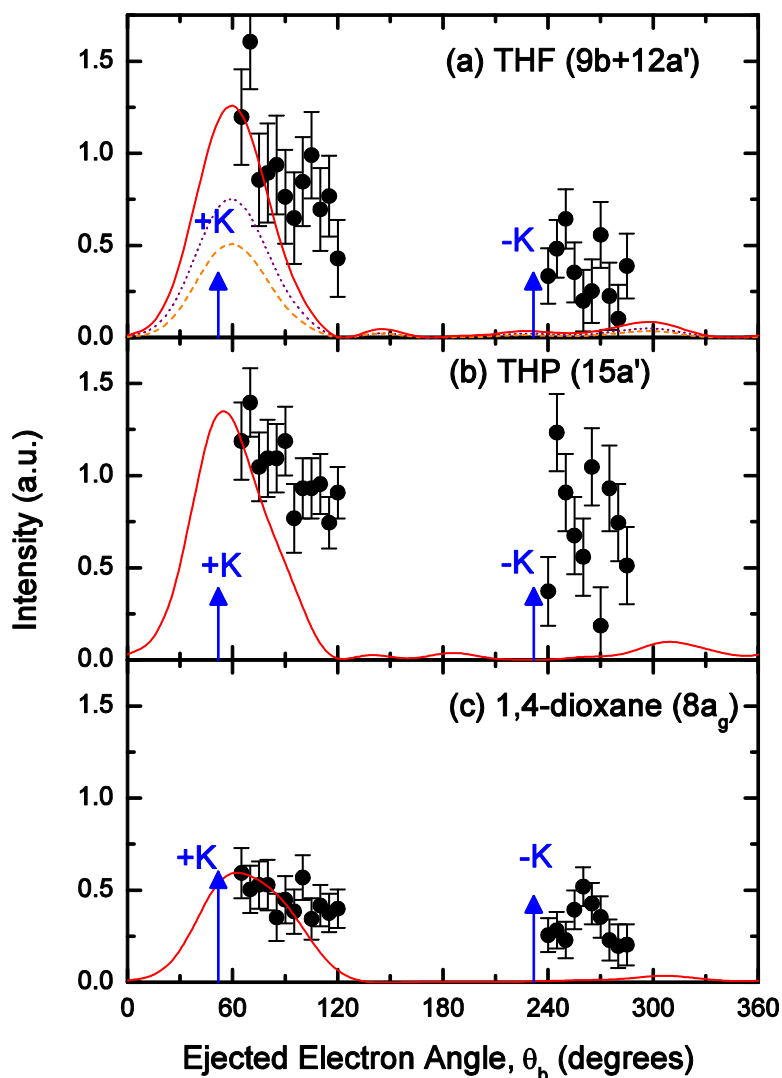 (a) THF (9b+12a')
1.5
1.0
+K
-K
0.5
0.0
(b) THP (15a')
1.5
1.0
+K
-K
0.5
0.0
(c) 1,4-dioxane (8a_g)
1.5
1.0
+K
-K
0.5
0.0
0 60 120 180 240 300 360
Intensity (a.u.)
Ejected Electron Angle, θ_b (degrees)